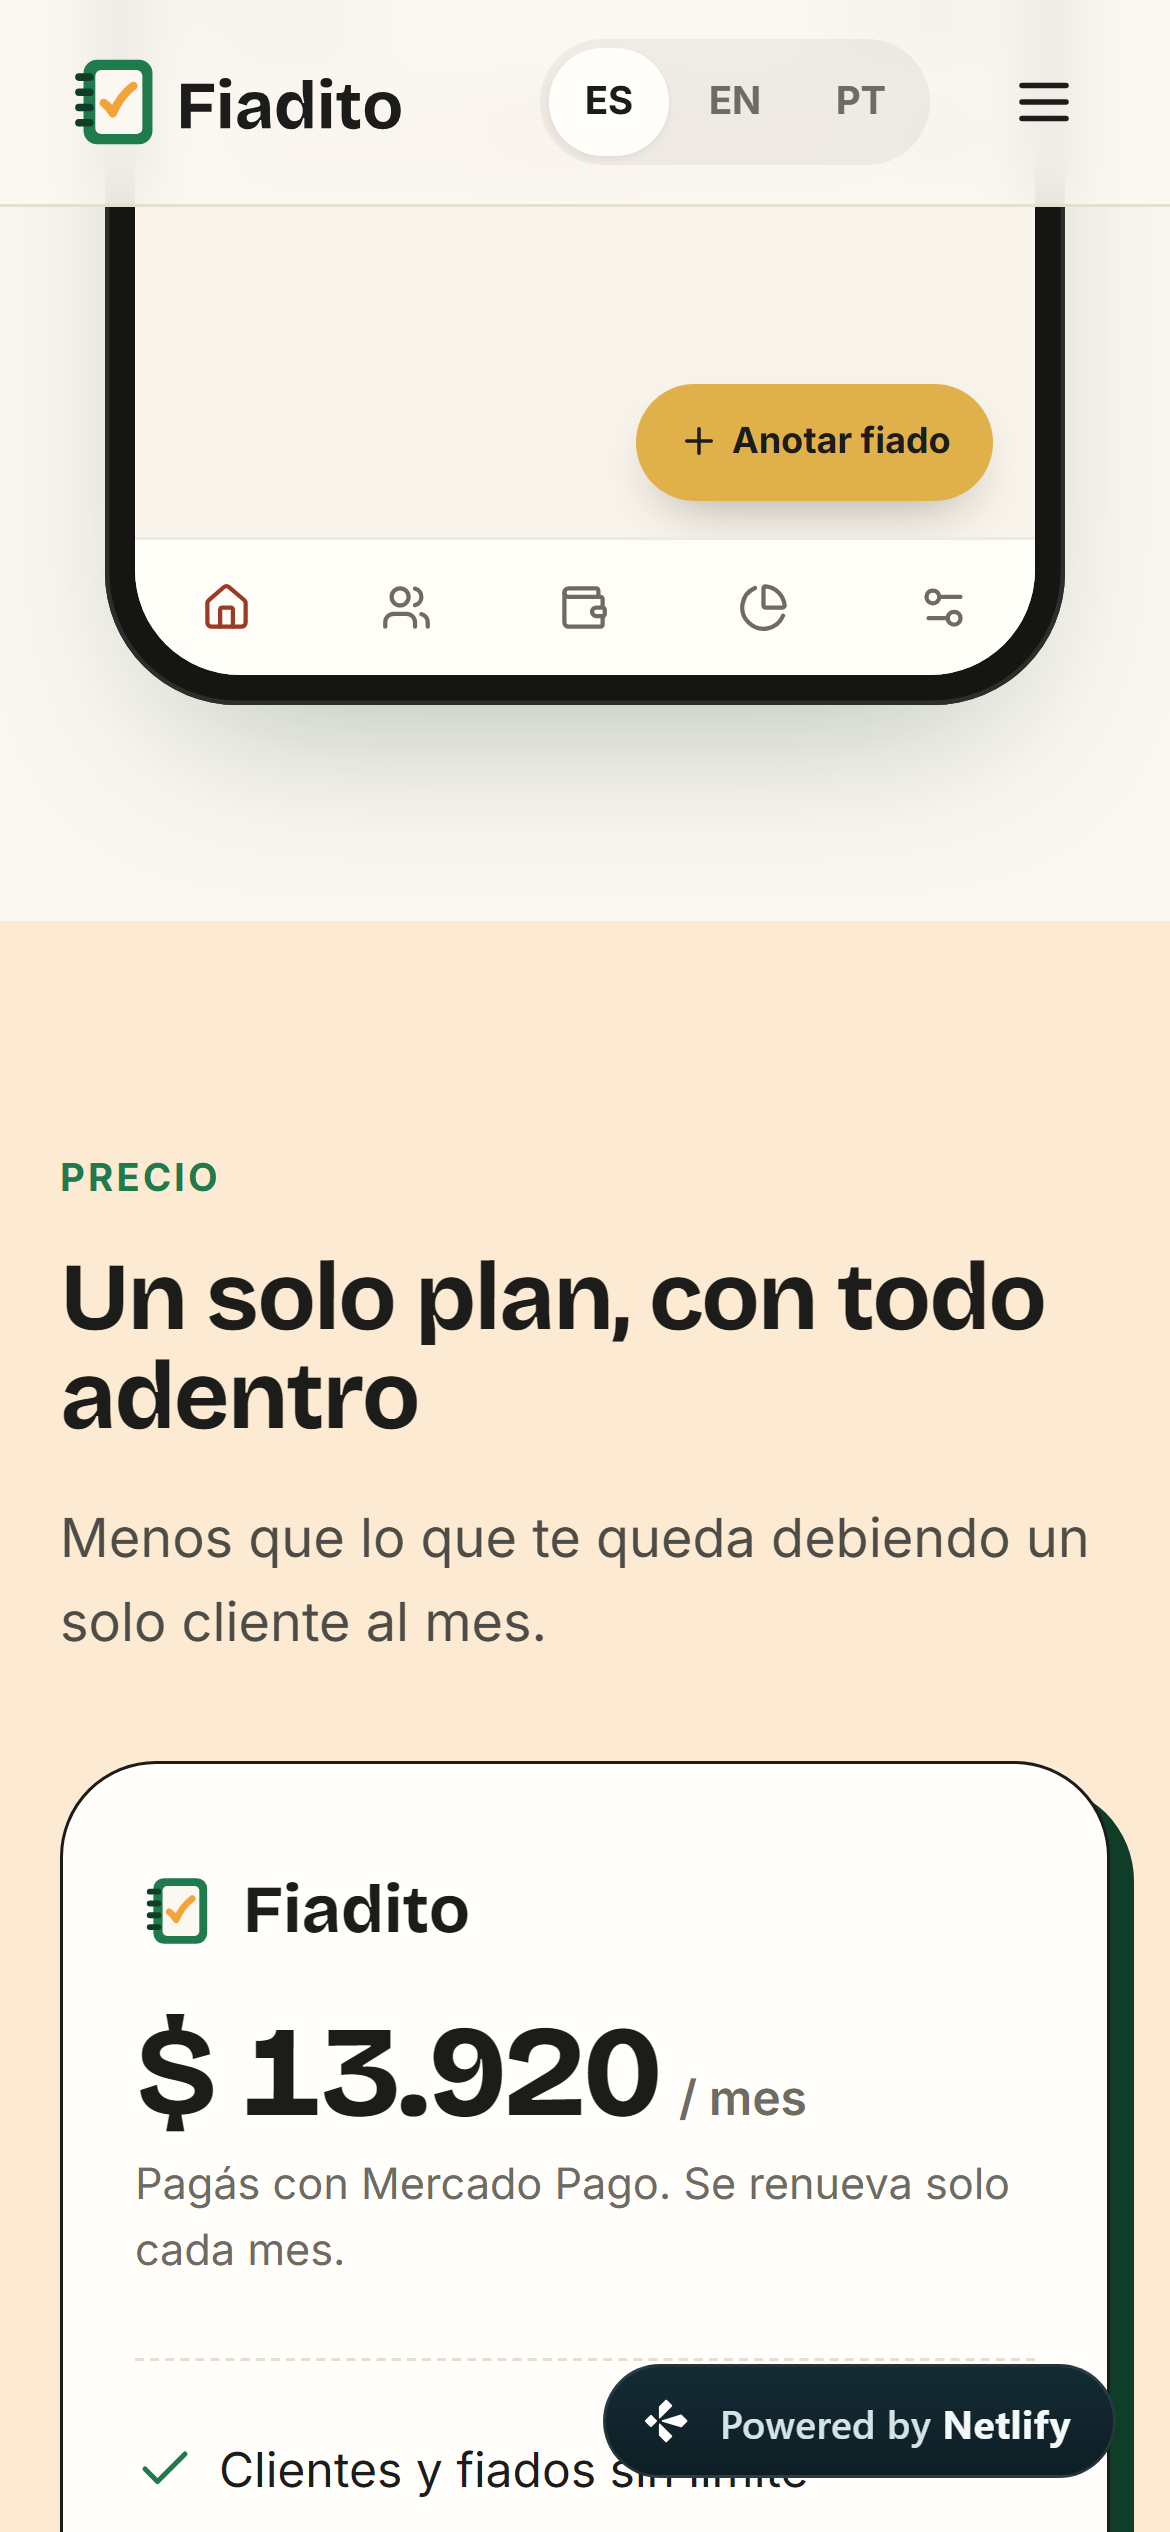 Fiadito
ES EN PT
+ Anotar fiado
PRECIO
Un solo plan, con todo
adentro
Menos que lo que te queda debiendo un
solo cliente al mes.
Fiadito
$ 13.920 / mes
Pagás con Mercado Pago. Se renueva solo
cada mes.
Powered by Netlify
Clientes y fiados sin límite